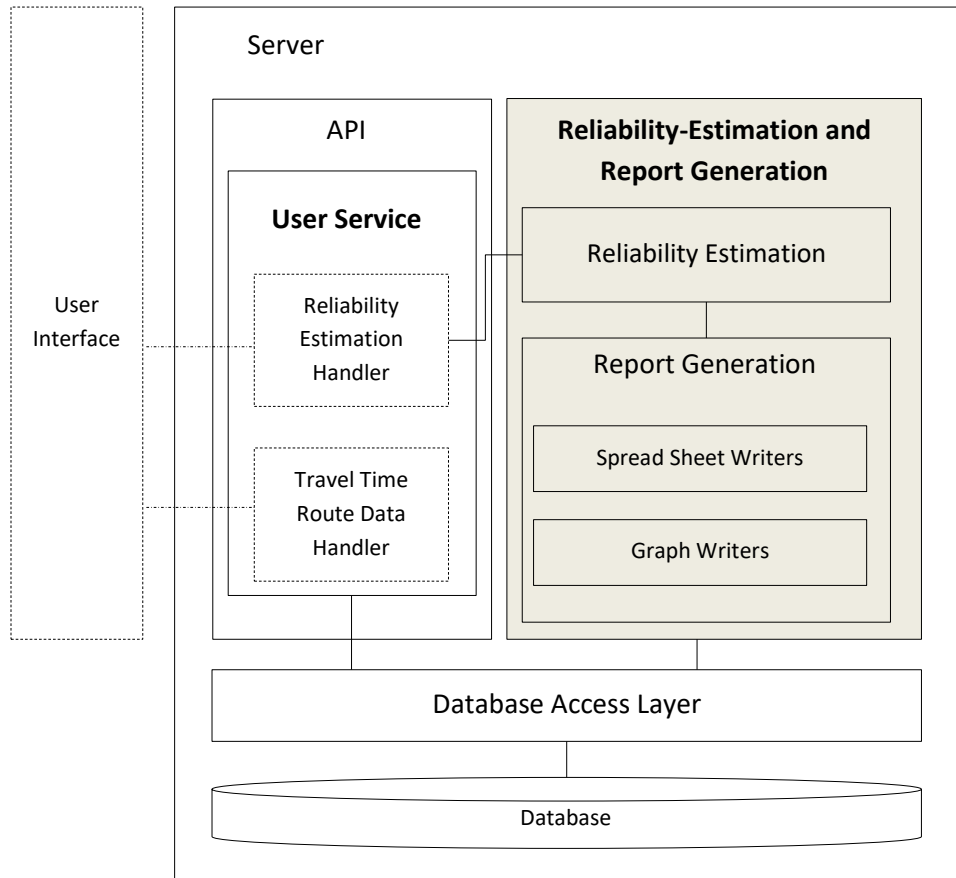 Server
API
Reliability-Estimation and
Report Generation
User Service
Reliability Estimation
User
Interface
Reliability
Estimation
Handler
Report Generation
Spread Sheet Writers
Travel Time
Route Data
Handler
Graph Writers
Database Access Layer
Database